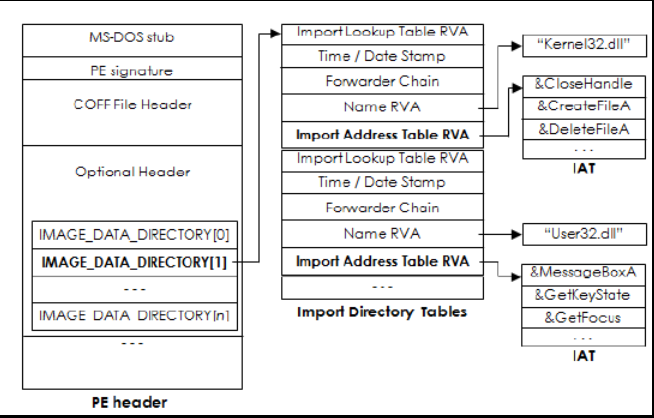 MS-DOS stub
PE signature
COFF File Header
Optional Header
IMAGE_DATA_DIRECTORY[0]
IMAGE_DATA_DIRECTORY[1]
- - -
IMAGE DATA DIRECTORY[n]
- - -
PE header
Import Lookup Table RVA
Time / Date Stamp
Forwarder Chain
Name RVA
Import Address Table RVA
Import Lookup Table RVA
Time / Date Stamp
Forwarder Chain
Name RVA
Import Address Table RVA
- - -
Import Directory Tables
"Kernel32.dll"
&CloseHandle
&CreateFileA
&DeleteFileA
. . .
IAT
"User32.dll"
&MessageBoxA
&GetKeyState
&GetFocus
. . .
IAT